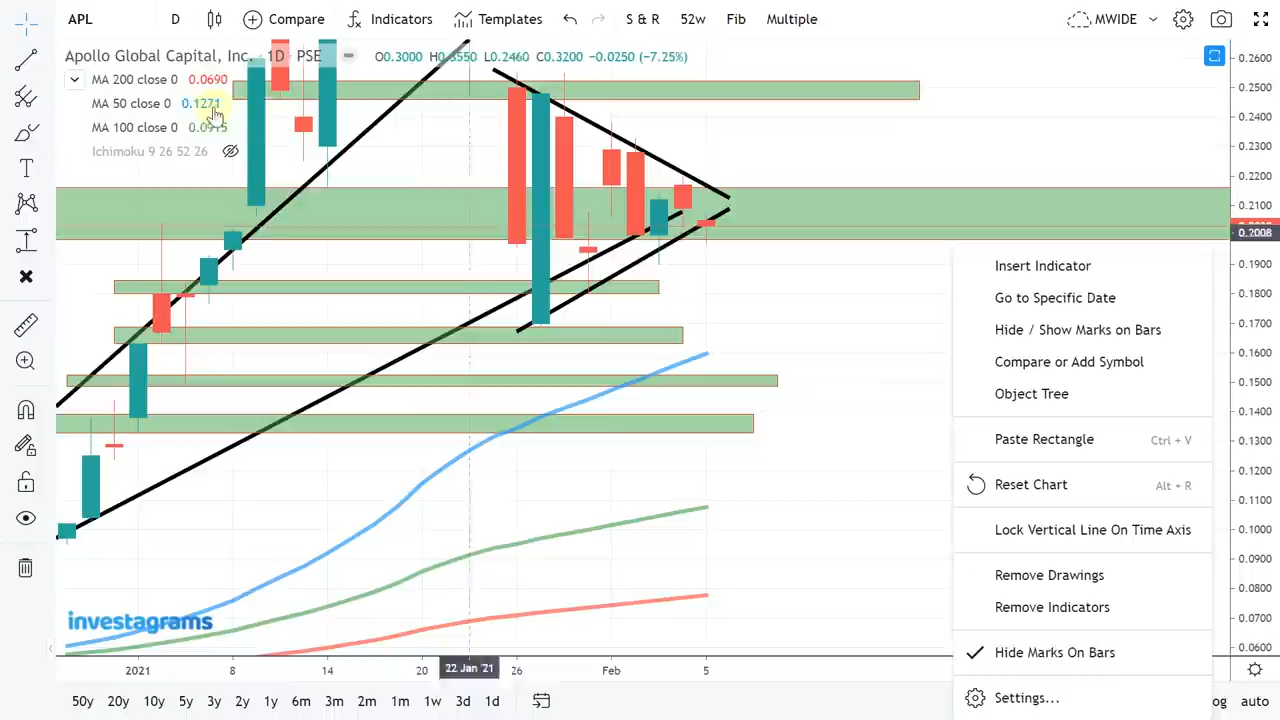 APL D Compare Indicators Templates S & R 52w Fib Multiple MWIDE
Apollo Global Capital, Inc. 1D PSE O0.3000 H0.3550 L0.2460 C0.3200 −0.0250 (−7.25%)
MA 200 close 0 0.0690
MA 50 close 0 0.1271
MA 100 close 0 0.0915
Ichimoku 9 26 52 26
0.2600
0.2500
0.2400
0.2300
0.2200
0.2100
0.2008
0.1900
0.1800
0.1700
0.1600
0.1500
0.1400
0.1300
0.1200
0.1100
0.1000
0.0900
0.0800
0.0700
0.0600
Insert Indicator
Go to Specific Date
Hide / Show Marks on Bars
Compare or Add Symbol
Object Tree
Paste Rectangle Ctrl + V
Reset Chart Alt + R
Lock Vertical Line On Time Axis
Remove Drawings
Remove Indicators
Hide Marks On Bars
Settings...
investagrams
2021 8 14 20 22 Jan '21 26 Feb 5
50y 20y 10y 5y 3y 2y 1y 6m 3m 2m 1m 1w 3d 1d og auto